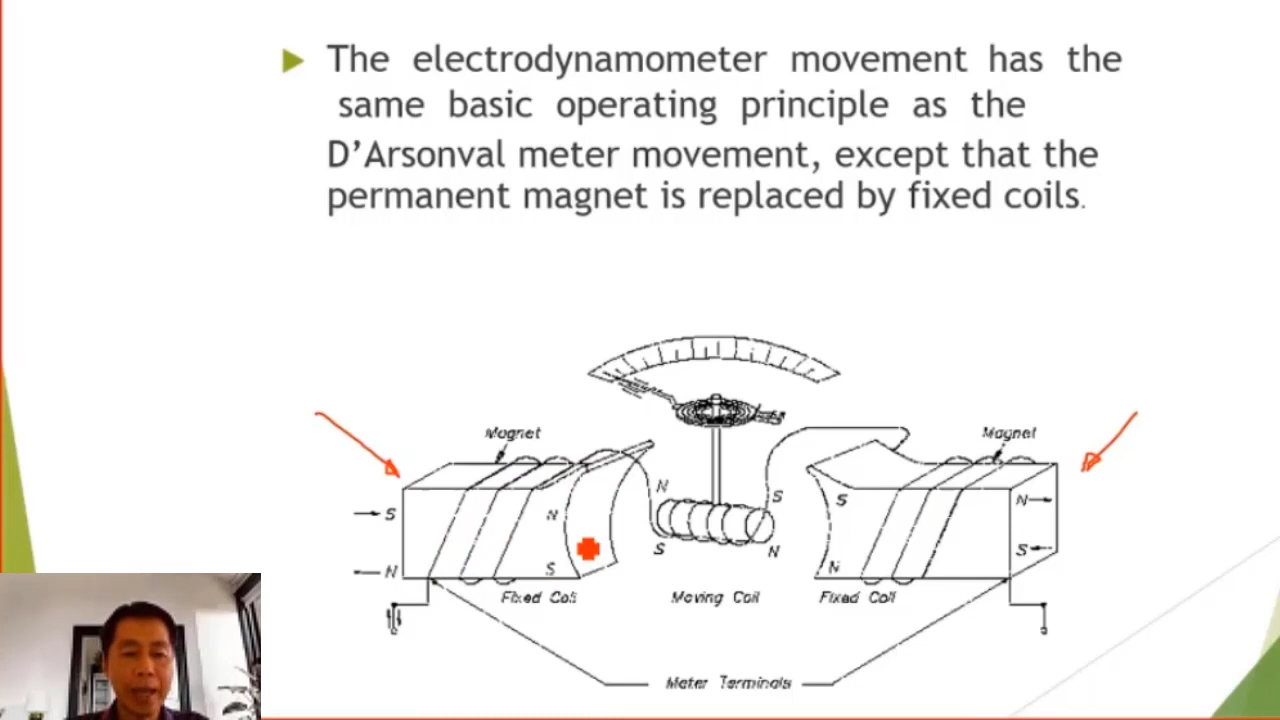 The electrodynamometer movement has the
same basic operating principle as the
D'Arsonval meter movement, except that the
permanent magnet is replaced by fixed coils.
Magnet
Magnet
N
S
S
N
S
N
S
N
N
S
S
N
Fixed Coil
Moving Coil
Fixed Coil
Meter Terminals